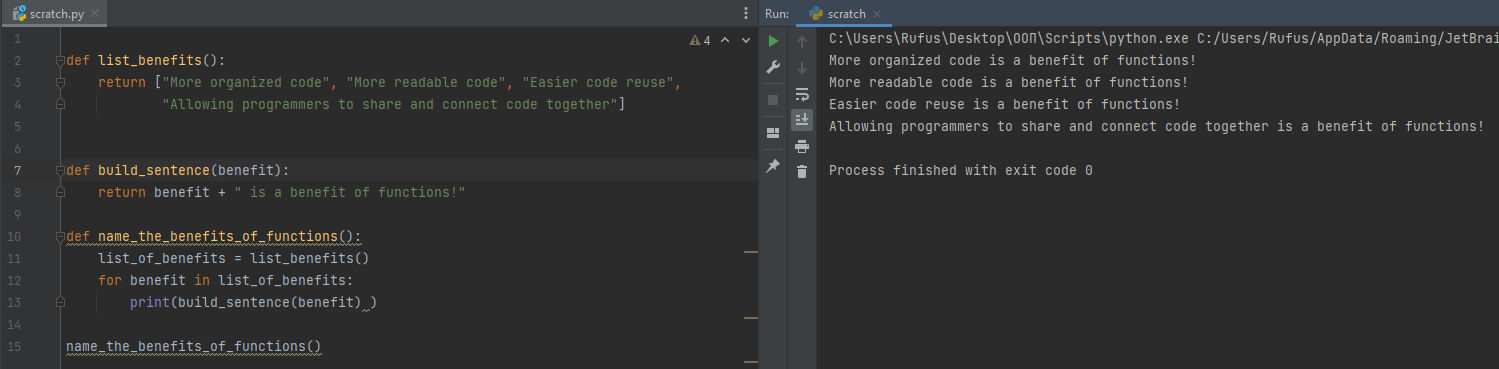 scratch.py
4
1
2 def list_benefits():
3     return ["More organized code", "More readable code", "Easier code reuse",
4             "Allowing programmers to share and connect code together"]
5
6
7 def build_sentence(benefit):
8     return benefit + " is a benefit of functions!"
9
10 def name_the_benefits_of_functions():
11     list_of_benefits = list_benefits()
12     for benefit in list_of_benefits:
13         print(build_sentence(benefit) )
14
15 name_the_benefits_of_functions()
Run: scratch
C:\Users\Rufus\Desktop\ООП\Scripts\python.exe C:/Users/Rufus/AppData/Roaming/JetBrai
More organized code is a benefit of functions!
More readable code is a benefit of functions!
Easier code reuse is a benefit of functions!
Allowing programmers to share and connect code together is a benefit of functions!
Process finished with exit code 0